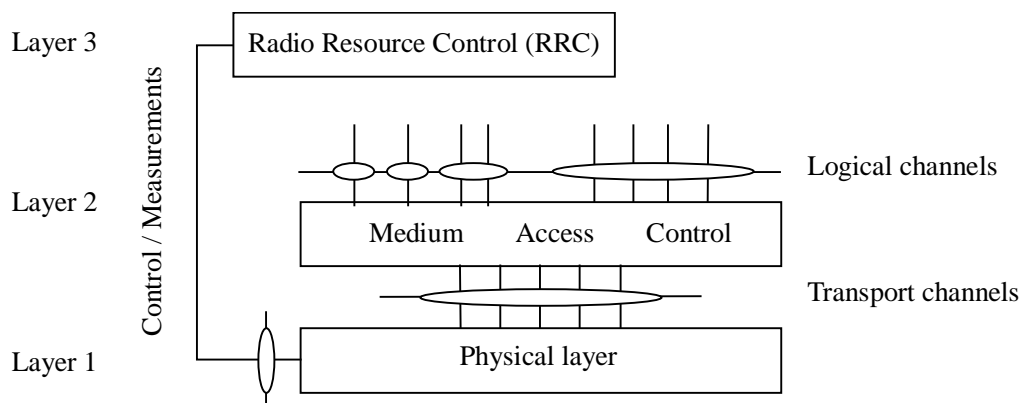 Layer 3
Radio Resource Control (RRC)
Control / Measurements
Logical channels
Layer 2
Medium Access Control
Transport channels
Layer 1
Physical layer